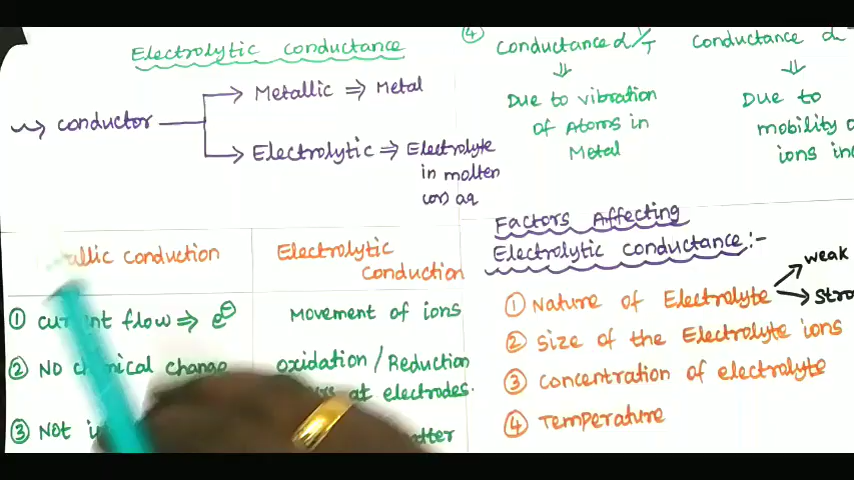 Electrolytic conductance
conductor
Metallic ⇒ Metal
Electrolytic ⇒ Electrolyte
in molten
(or) aq
conduction
Electrolytic
conduction
① flow ⇒ e⊖
Movement of ions
② No change
oxidation / Reduction
at electrodes.
③ Not
④ conductance α 1/T
⇓
Due to vibration
of Atoms in
Metal
conductance α
⇓
Due to
mobility
ions
Factors Affecting
Electrolytic conductance:-
① Nature of Electrolyte
weak
② size of the Electrolyte ions
③ concentration of electrolyte
④ Temperature